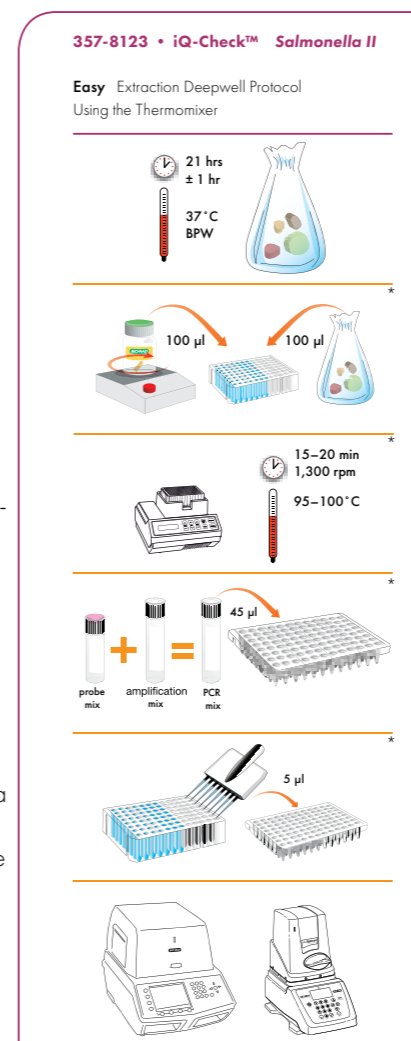 357-8123 • iQ-Check™ Salmonella II
Easy Extraction Deepwell Protocol
Using the Thermomixer
21 hrs
± 1 hr
37˚C
BPW
*
100 µl
100 µl
*
15–20 min
1,300 rpm
95–100˚C
*
45 µl
probe
mix
amplification
mix
PCR
mix
*
5 µl
-
a
e